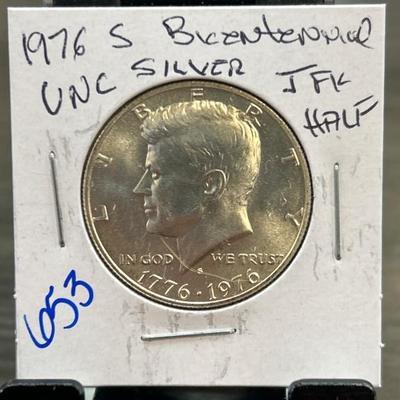 1976 S Bicentennial
UNC SILVER JFK
HALF
LIBERTY
IN GOD WE TRUST
S
1776-1976
653